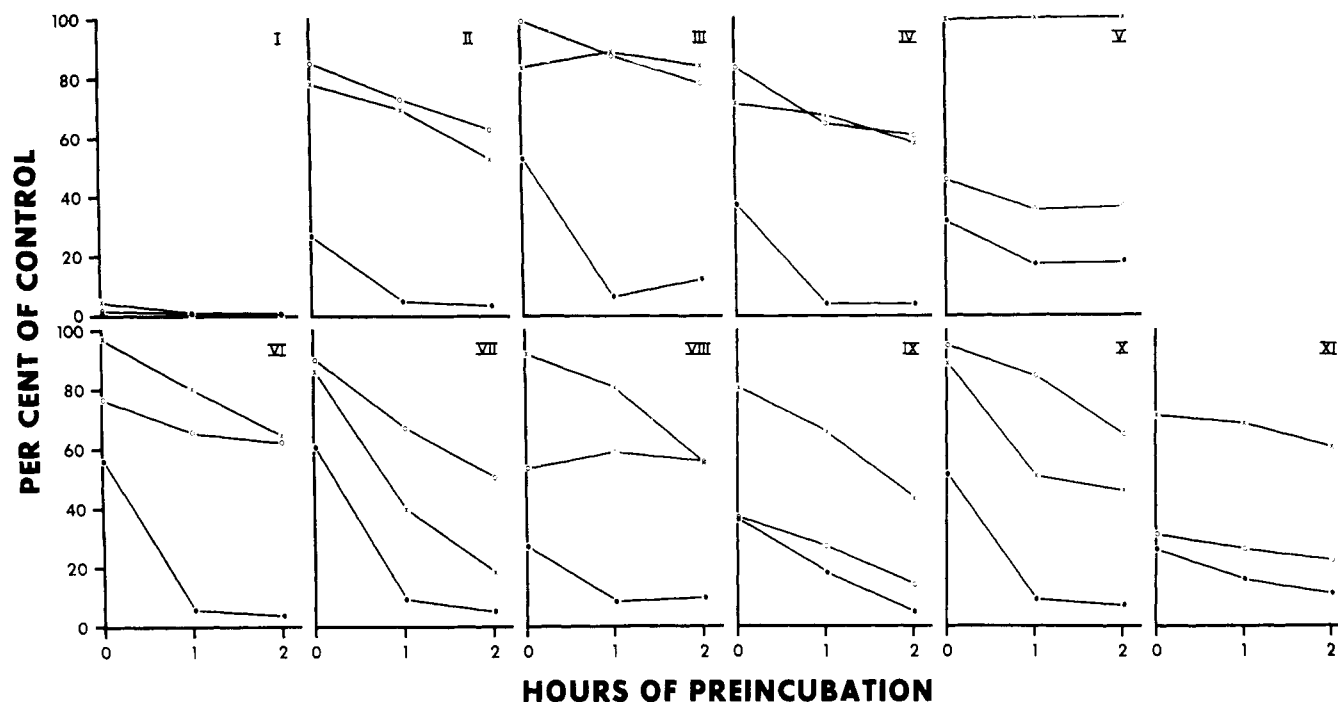 PER CENT OF CONTROL
100
80
60
40
20
0
I
II
III
IV
V
100
80
60
40
20
0
VI
VII
VIII
IX
X
XI
0 1 2
0 1 2
0 1 2
0 1 2
0 1 2
0 1 2
HOURS OF PREINCUBATION